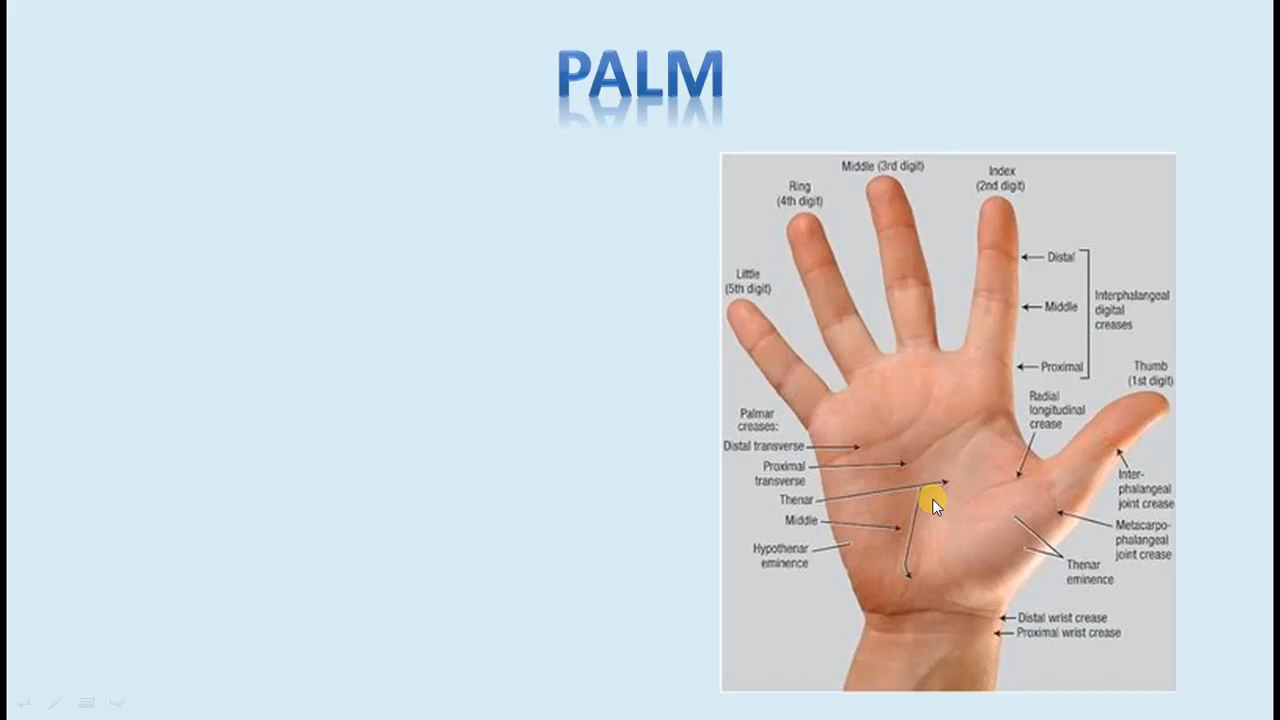 PALM
Middle (3rd digit)
Index
(2nd digit)
Ring
(4th digit)
Little
(5th digit)
Distal
Middle
Interphalangeal
digital
creases
Proximal
Thumb
(1st digit)
Radial
longitudinal
crease
Palmar
creases:
Distal transverse
Proximal
transverse
Thenar
Middle
Hypothenar
eminence
Inter-
phalangeal
joint crease
Metacarpo-
phalangeal
joint crease
Thenar
eminence
Distal wrist crease
Proximal wrist crease